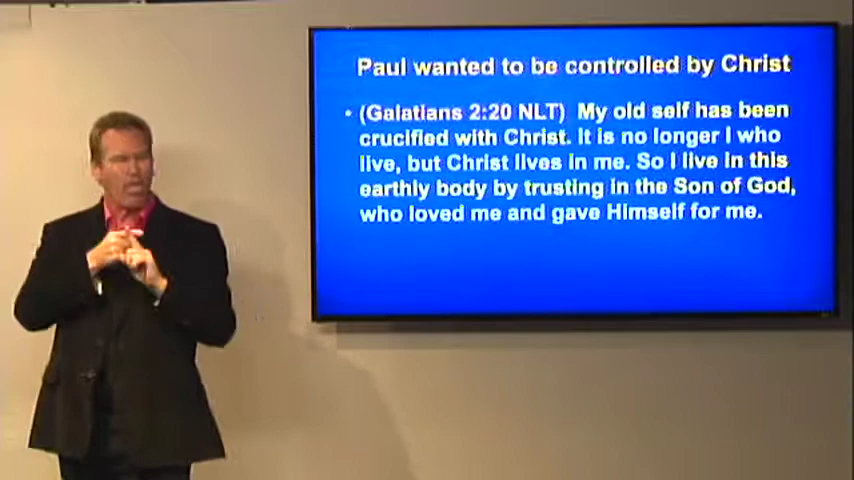 Paul wanted to be controlled by Christ
• (Galatians 2:20 NLT) My old self has been
crucified with Christ. It is no longer I who
live, but Christ lives in me. So I live in this
earthly body by trusting in the Son of God,
who loved me and gave Himself for me.